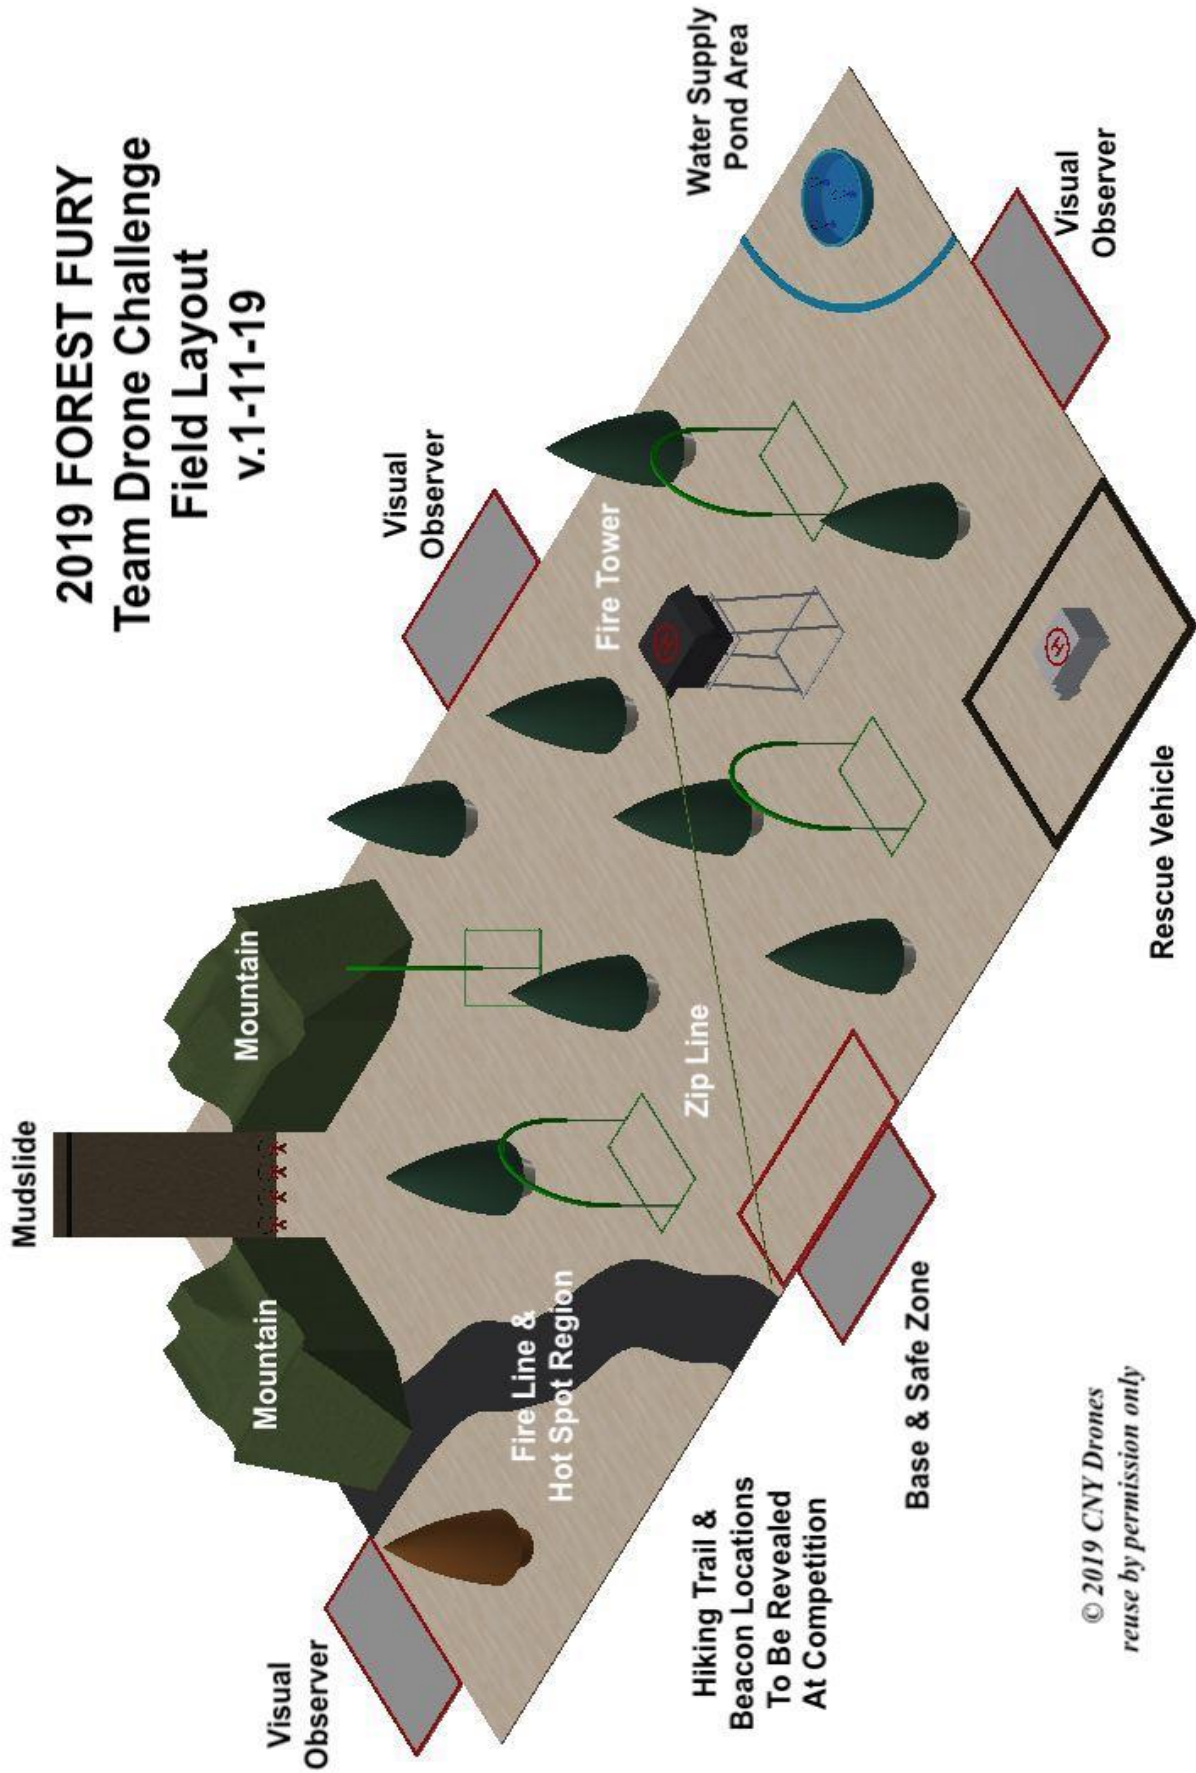 2019 FOREST FURY
Team Drone Challenge
Field Layout
v.1-11-19
Mudslide
Mountain
Mountain
Visual
Observer
Water Supply
Pond Area
Visual
Observer
Fire Tower
Fire Line &
Hot Spot Region
Zip Line
Visual
Observer
H
H
Hiking Trail &
Beacon Locations
To Be Revealed
At Competition
Base & Safe Zone
Rescue Vehicle
© 2019 CNY Drones
reuse by permission only